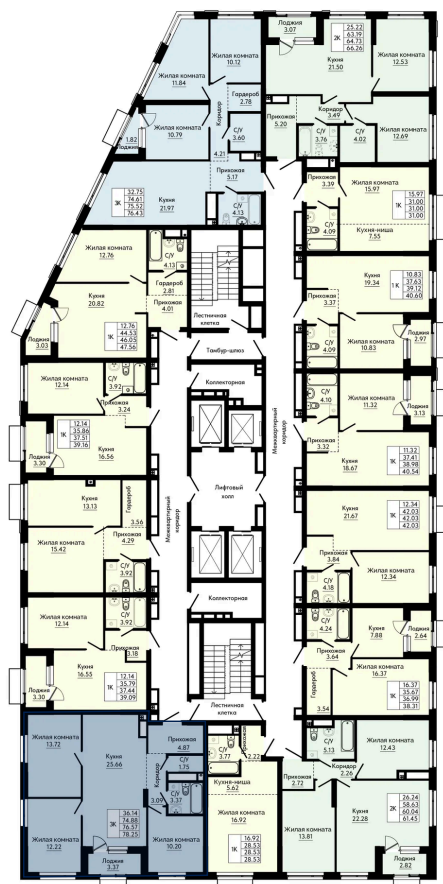 Лоджия
3.07
2К
25.22
63.19
64.73
66.26
Жилая комната
10.12
Кухня
21.50
Жилая комната
12.53
Жилая комната
11.84
Гардероб
2.78
Коридор
4.21
Прихожая
5.20
Коридор
3.49
1.82
Лоджия
Жилая комната
10.79
С/У
3.60
С/У
3.76
С/У
4.02
Жилая комната
12.69
3К
32.75
74.61
75.52
76.43
Прихожая
5.17
Кухня
21.97
С/У
4.13
Прихожая
3.39
Жилая комната
15.97
1К
15.97
31.00
31.00
31.00
С/У
4.09
Кухня-ниша
7.55
Жилая комната
12.76
С/У
4.13
Гардероб
2.81
Кухня
20.82
Прихожая
4.01
Лестничная
клетка
Кухня
19.34
1К
10.83
37.63
39.12
40.60
Прихожая
3.37
Лоджия
3.03
1К
12.76
44.53
46.05
47.56
Тамбур-шлюз
С/У
4.09
Жилая комната
10.83
Лоджия
2.97
Жилая комната
12.14
С/У
3.92
Коллекторная
Прихожая
3.24
С/У
4.10
Жилая комната
11.32
Лоджия
3.13
1К
12.14
35.86
37.51
39.16
Кухня
16.56
Лоджия
3.30
Межквартирный
коридор
Прихожая
3.32
Кухня
18.67
1К
11.32
37.41
38.98
40.54
Кухня
13.13
Гардероб
3.56
Лифтовый
холл
Межквартирный
коридор
Кухня
21.67
1К
12.34
42.03
42.03
42.03
Прихожая
4.29
Жилая комната
15.42
С/У
3.92
Прихожая
3.84
С/У
4.18
Жилая комната
12.34
Жилая комната
12.14
С/У
3.92
Коллекторная
С/У
4.24
Кухня
7.88
Лоджия
2.64
Прихожая
3.18
Прихожая
3.64
Кухня
16.55
1К
12.14
35.79
37.44
39.09
Лоджия
3.30
Жилая комната
16.37
1К
16.37
35.67
36.99
38.31
Гардероб
3.54
Лестничная
клетка
Жилая комната
13.72
Кухня
25.66
Прихожая
4.87
С/У
1.75
С/У
3.77
Прихожая
2.22
С/У
5.13
Жилая комната
12.43
Коридор
3.09
С/У
3.37
Кухня-ниша
5.62
Прихожая
2.72
Коридор
2.26
3К
36.14
74.88
76.57
78.25
Жилая комната
16.92
Кухня
22.28
2К
26.24
58.63
60.04
61.45
Жилая комната
12.22
Лоджия
3.37
Жилая комната
10.20
1К
16.92
28.53
28.53
28.53
Жилая комната
13.81
Лоджия
2.82